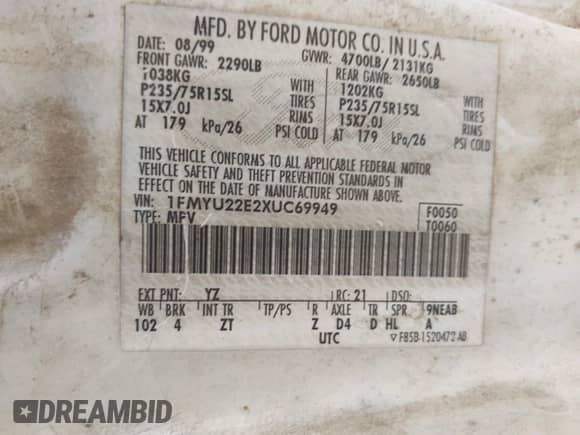 MFD. BY FORD MOTOR CO. IN U.S.A.
DATE: 08/99 GVWR: 4700LB/ 2131KG
FRONT GAWR: 2290LB REAR GAWR: 2650LB
1038KG WITH 1202KG WITH
P235/75R15SL TIRES P235/75R15SL TIRES
15X7.0J RIMS 15X7.0J RIMS
AT 179 kPa/26 PSI COLD AT 179 kPa/26 PSI COLD
THIS VEHICLE CONFORMS TO ALL APPLICABLE FEDERAL MOTOR
VEHICLE SAFETY AND THEFT PREVENTION STANDARDS IN
EFFECT ON THE DATE OF MANUFACTURE SHOWN ABOVE.
VIN: 1FMYU22E2XUC69949 F0050
TYPE: MPV T0060
EXT PNT: YZ RC: 21 DSO:
WB BRK INT TR TP/PS R AXLE TR SPR 9NEAB
102 4 ZT Z D4 D HL A
UTC ▽ F85B-1520472-AB
DREAMBID